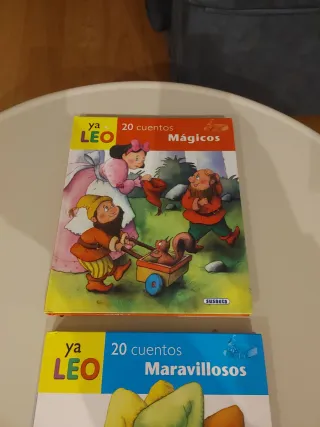 ya
LEO
20 cuentos
Mágicos
SUSAETA
ya
LEO
20 cuentos
Maravillosos